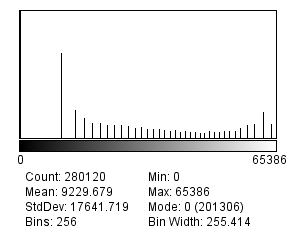 0 65386
Count: 280120 Min: 0
Mean: 9229.679 Max: 65386
StdDev: 17641.719 Mode: 0 (201306)
Bins: 256 Bin Width: 255.414